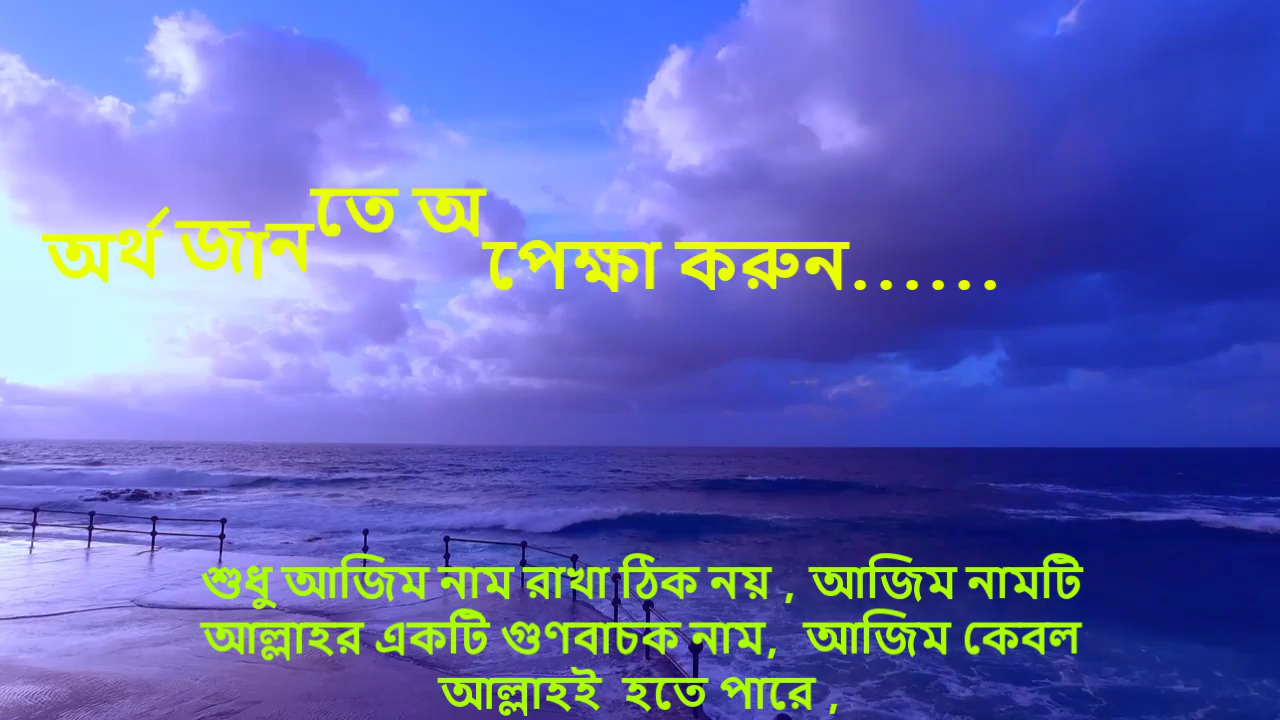 অর্থ জানতে অপেক্ষা করুন......
শুধু আজিম নাম রাখা ঠিক নয় , আজিম নামটি
আল্লাহর একটি গুণবাচক নাম, আজিম কেবল
আল্লাহই হতে পারে ,